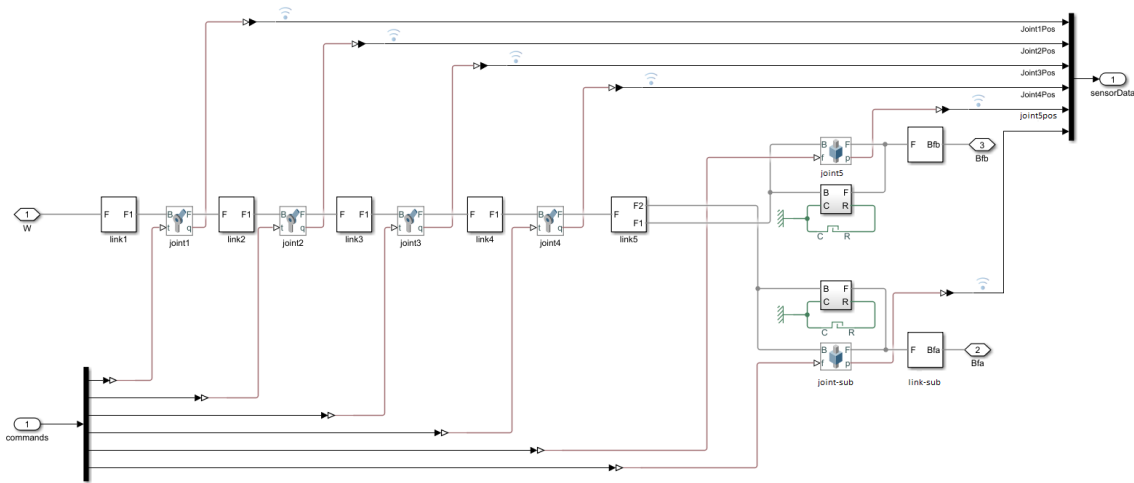 Joint1Pos
Joint2Pos
Joint3Pos
Joint4Pos
joint5pos
1
sensorData
B F
f p
joint5
F Bfb
3
Bfb
B F
C R
C R
1
W
F F1
link1
B F
t q
joint1
F F1
link2
B F
t q
joint2
F F1
link3
B F
t q
joint3
F F1
link4
B F
t q
joint4
F F2
F1
link5
B F
C R
C R
B F
f p
joint-sub
F Bfa
link-sub
2
Bfa
1
commands